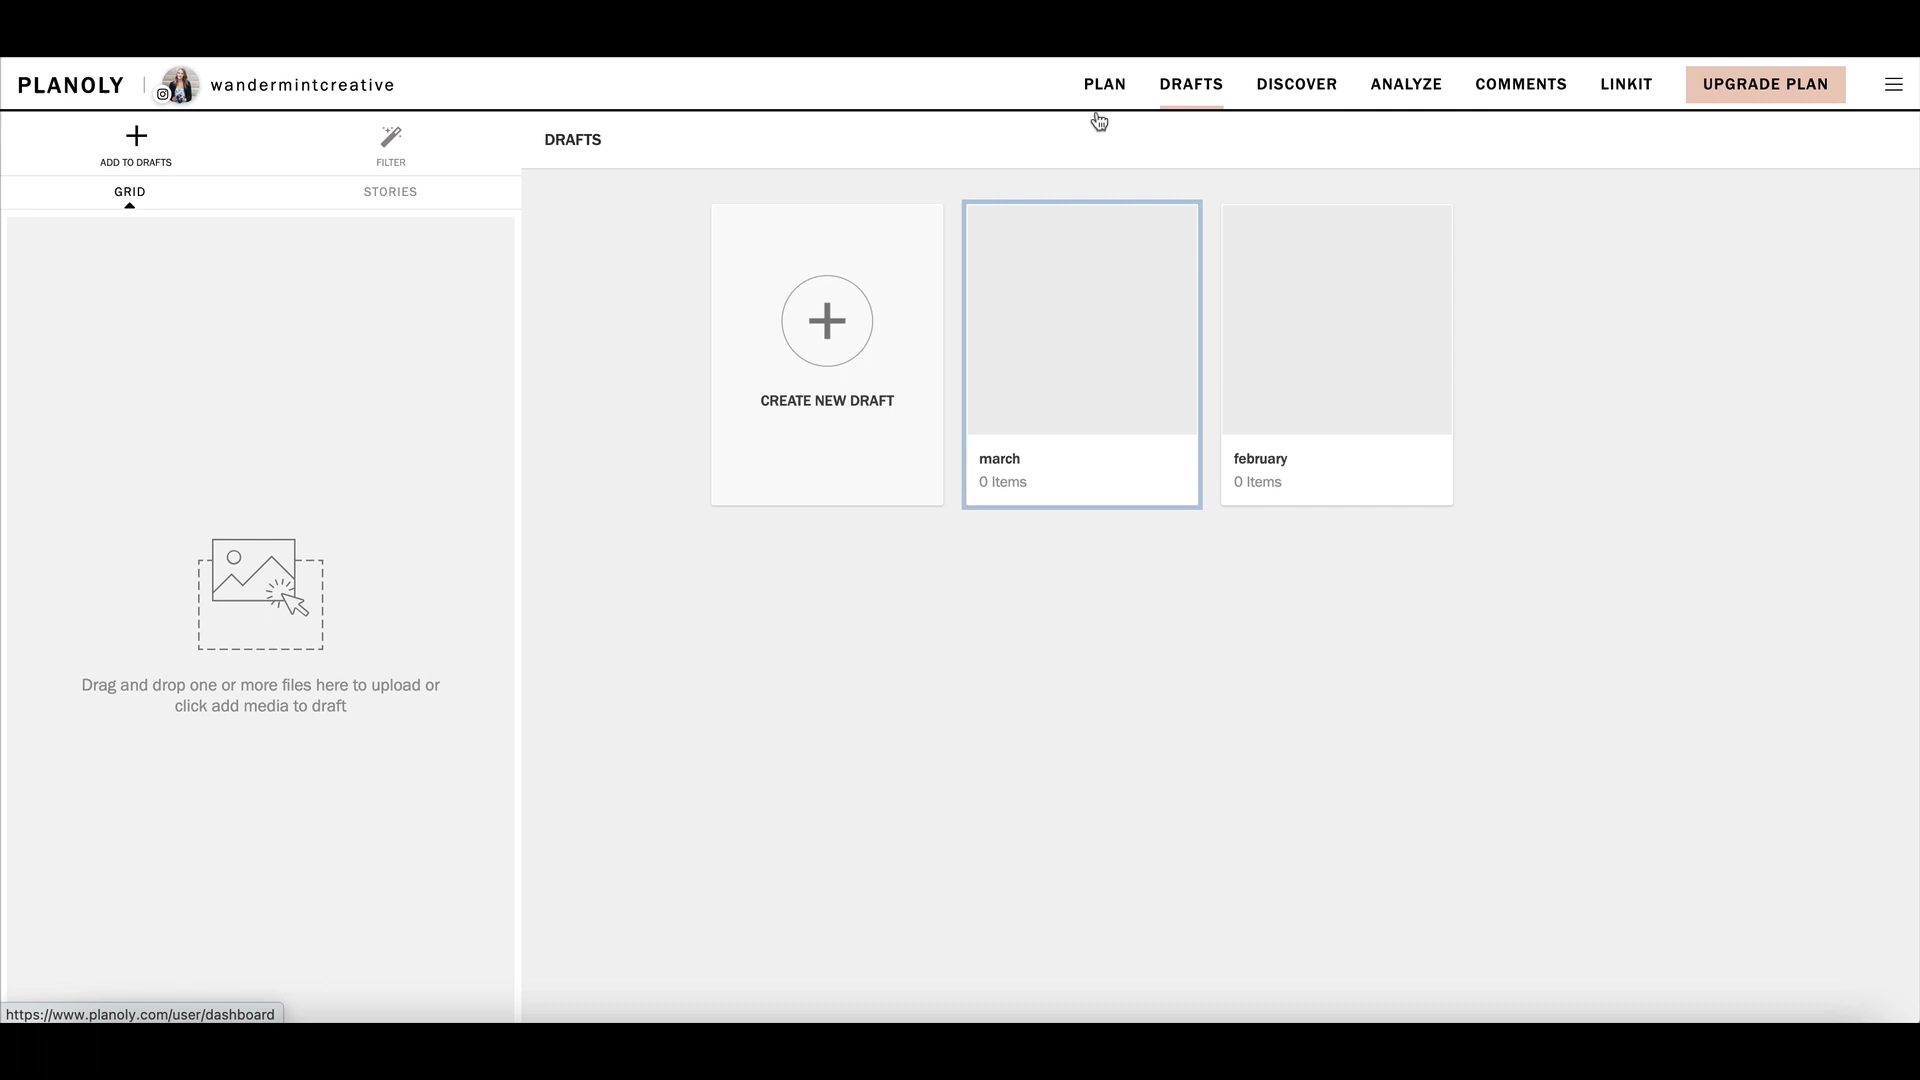 PLANOLY
wandermintcreative
PLAN
DRAFTS
DISCOVER
ANALYZE
COMMENTS
LINKIT
UPGRADE PLAN
ADD TO DRAFTS
FILTER
GRID
STORIES
Drag and drop one or more files here to upload or
click add media to draft
DRAFTS
CREATE NEW DRAFT
march
0 Items
february
0 Items
https://www.planoly.com/user/dashboard